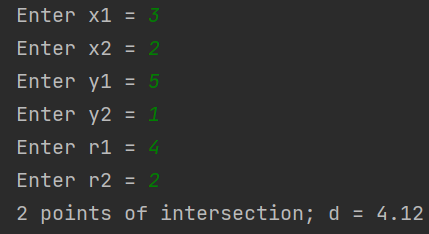 Enter x1 = 3
Enter x2 = 2
Enter y1 = 5
Enter y2 = 1
Enter r1 = 4
Enter r2 = 2
2 points of intersection; d = 4.12